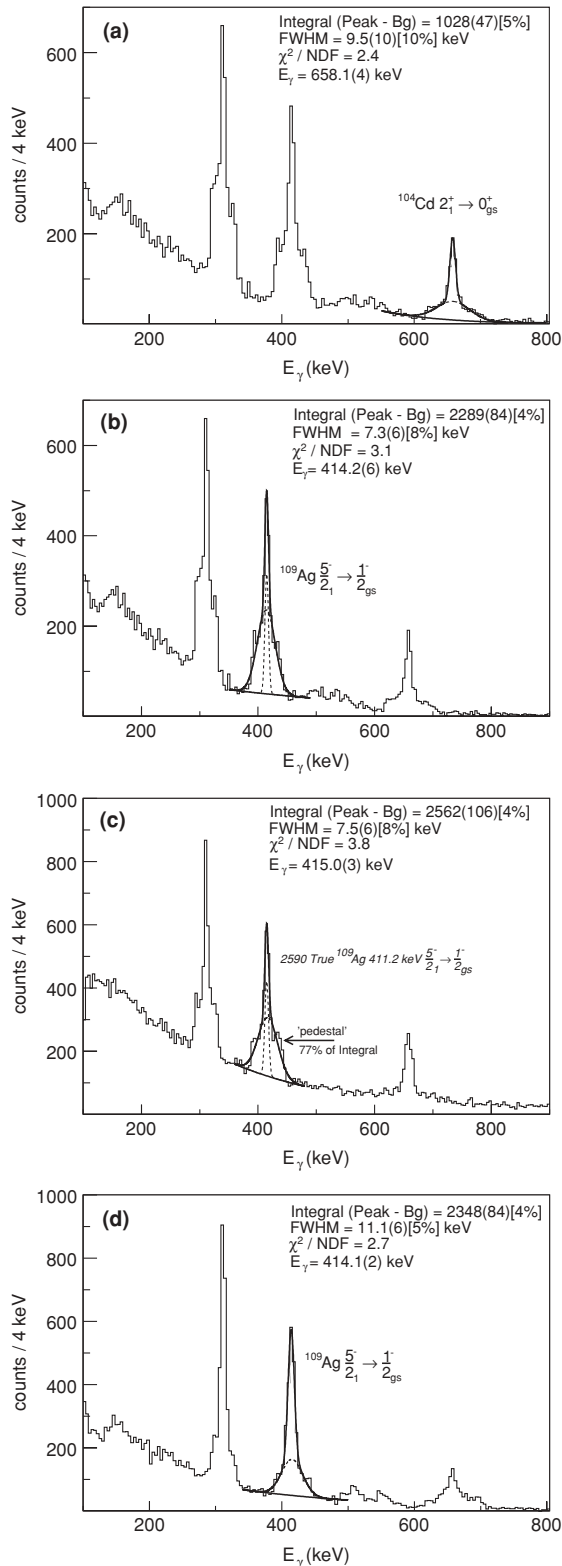 (a)
Integral (Peak - Bg) = 1028(47)[5%]
FWHM = 9.5(10)[10%] keV
χ² / NDF = 2.4
Eγ = 658.1(4) keV
¹⁰⁴Cd 2⁺₁ → 0⁺gs
counts / 4 keV
600
400
200
200 400 600 800
Eγ (keV)
(b)
Integral (Peak - Bg) = 2289(84)[4%]
FWHM = 7.3(6)[8%] keV
χ² / NDF = 3.1
Eγ = 414.2(6) keV
¹⁰⁹Ag 5/2⁻₁ → 1/2⁻gs
counts / 4 keV
600
400
200
200 400 600 800
Eγ (keV)
(c)
Integral (Peak - Bg) = 2562(106)[4%]
FWHM = 7.5(6)[8%] keV
χ² / NDF = 3.8
Eγ = 415.0(3) keV
2590 True ¹⁰⁹Ag 411.2 keV 5/2⁻₁ → 1/2⁻gs
'pedestal'
77% of Integral
counts / 4 keV
1000
800
600
400
200
0
200 400 600 800
Eγ (keV)
(d)
Integral (Peak - Bg) = 2348(84)[4%]
FWHM = 11.1(6)[5%] keV
χ² / NDF = 2.7
Eγ = 414.1(2) keV
¹⁰⁹Ag 5/2⁻₁ → 1/2⁻gs
counts / 4 keV
1000
800
600
400
200
200 400 600 800
Eγ (keV)